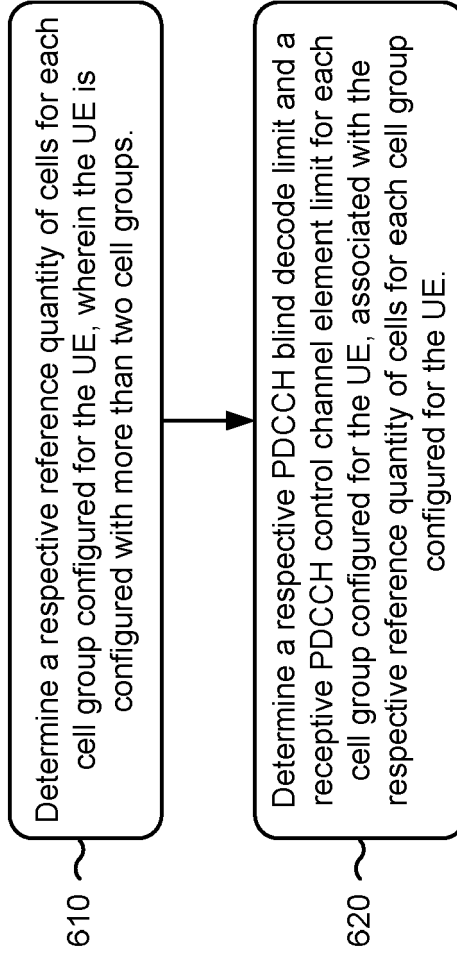 610
Determine a respective reference quantity of cells for each
cell group configured for the UE, wherein the UE is
configured with more than two cell groups.
620
Determine a respective PDCCH blind decode limit and a
receptive PDCCH control channel element limit for each
cell group configured for the UE, associated with the
respective reference quantity of cells for each cell group
configured for the UE.